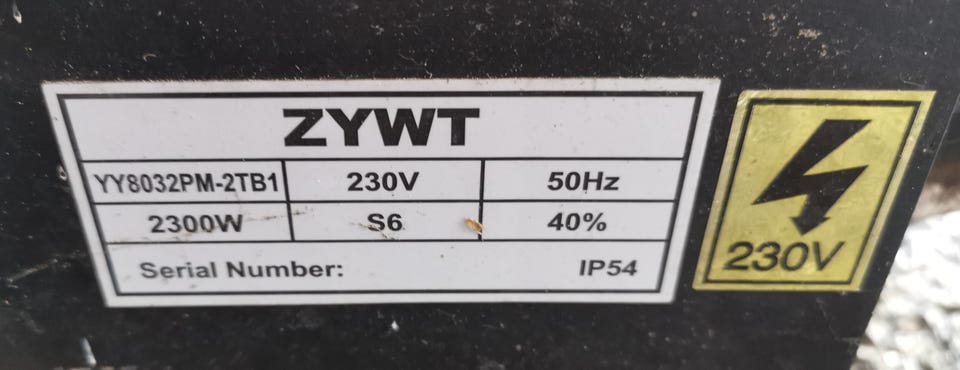 ZYWT
YY8032PM-2TB1 230V 50Hz
2300W S6 40%
Serial Number: IP54
230V